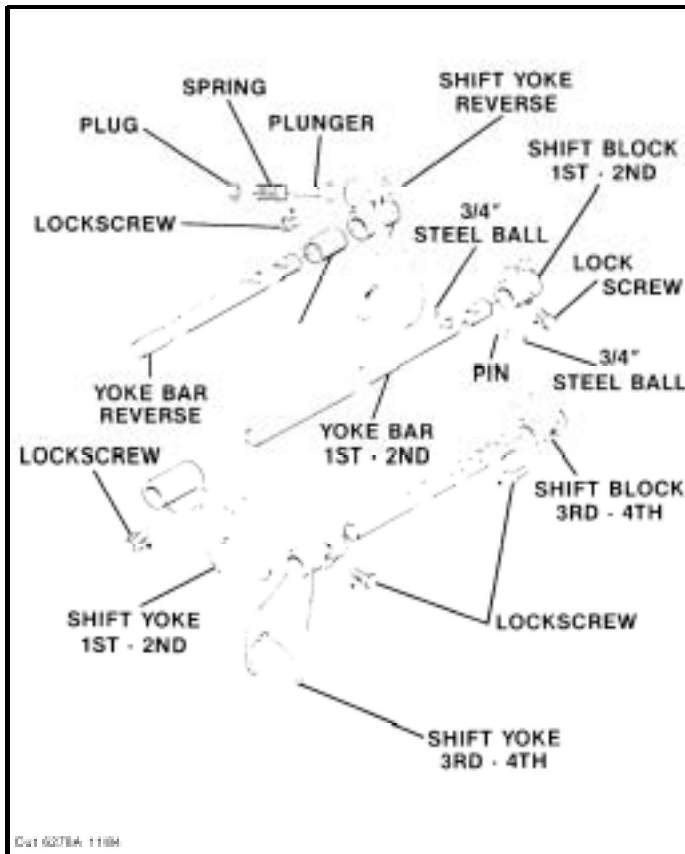 SHIFT YOKE
REVERSE
SPRING
PLUG
PLUNGER
SHIFT BLOCK
1ST - 2ND
LOCKSCREW
3/4"
STEEL BALL
LOCK
SCREW
PIN
3/4"
STEEL BALL
YOKE BAR
REVERSE
YOKE BAR
1ST - 2ND
LOCKSCREW
SHIFT BLOCK
3RD - 4TH
SHIFT YOKE
1ST - 2ND
LOCKSCREW
SHIFT YOKE
3RD - 4TH
Cut 6278A